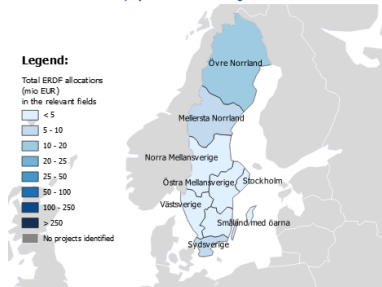 Legend:
Total ERDF allocations
(mio EUR)
in the relevant fields
< 5
5 - 10
10 - 20
20 - 25
25 - 50
50 - 100
100 - 250
> 250
No projects identified
Övre Norrland
Mellersta Norrland
Norra Mellansverige
Östra Mellansverige
Stockholm
Västsverige
Småland med öarna
Sydsverige